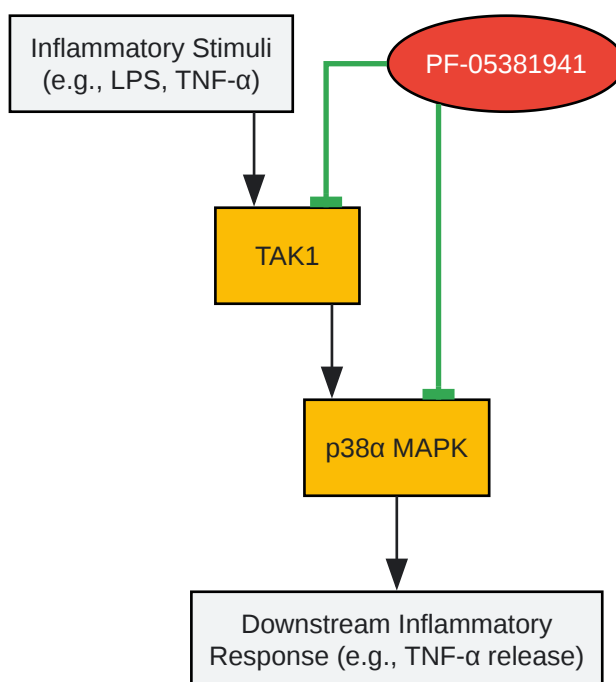 Inflammatory Stimuli
(e.g., LPS, TNF-α)
PF-05381941
TAK1
p38α MAPK
Downstream Inflammatory
Response (e.g., TNF-α release)